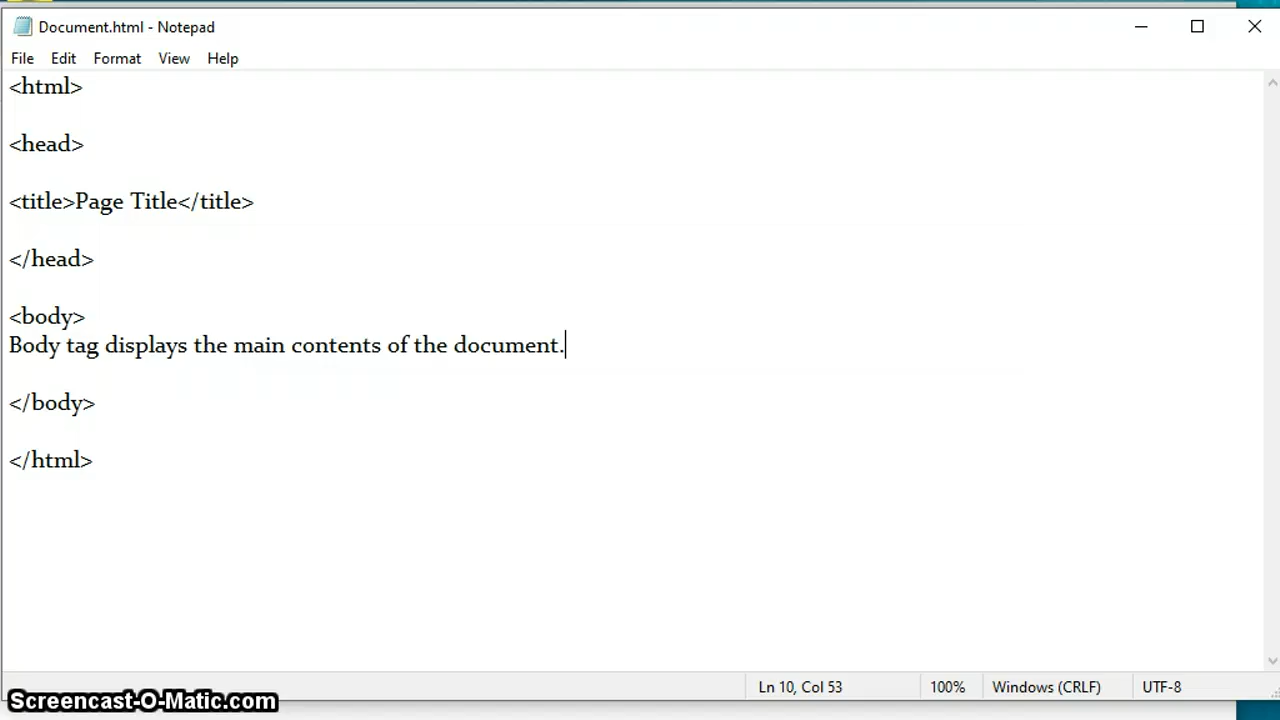 Document.html - Notepad
File Edit Format View Help
<html>
<head>
<title>Page Title</title>
</head>
<body>
Body tag displays the main contents of the document.
</body>
</html>
Ln 10, Col 53 100% Windows (CRLF) UTF-8
Screencast-O-Matic.com